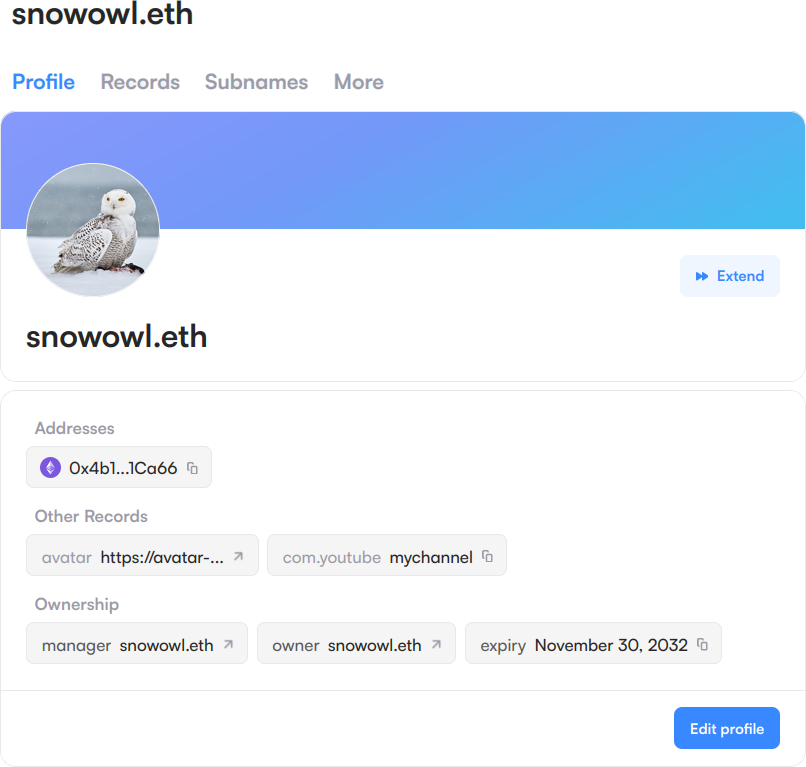 snowowl.eth
Profile Records Subnames More
Extend
snowowl.eth
Addresses
0x4b1...1Ca66
Other Records
avatar https://avatar-... com.youtube mychannel
Ownership
manager snowowl.eth owner snowowl.eth expiry November 30, 2032
Edit profile